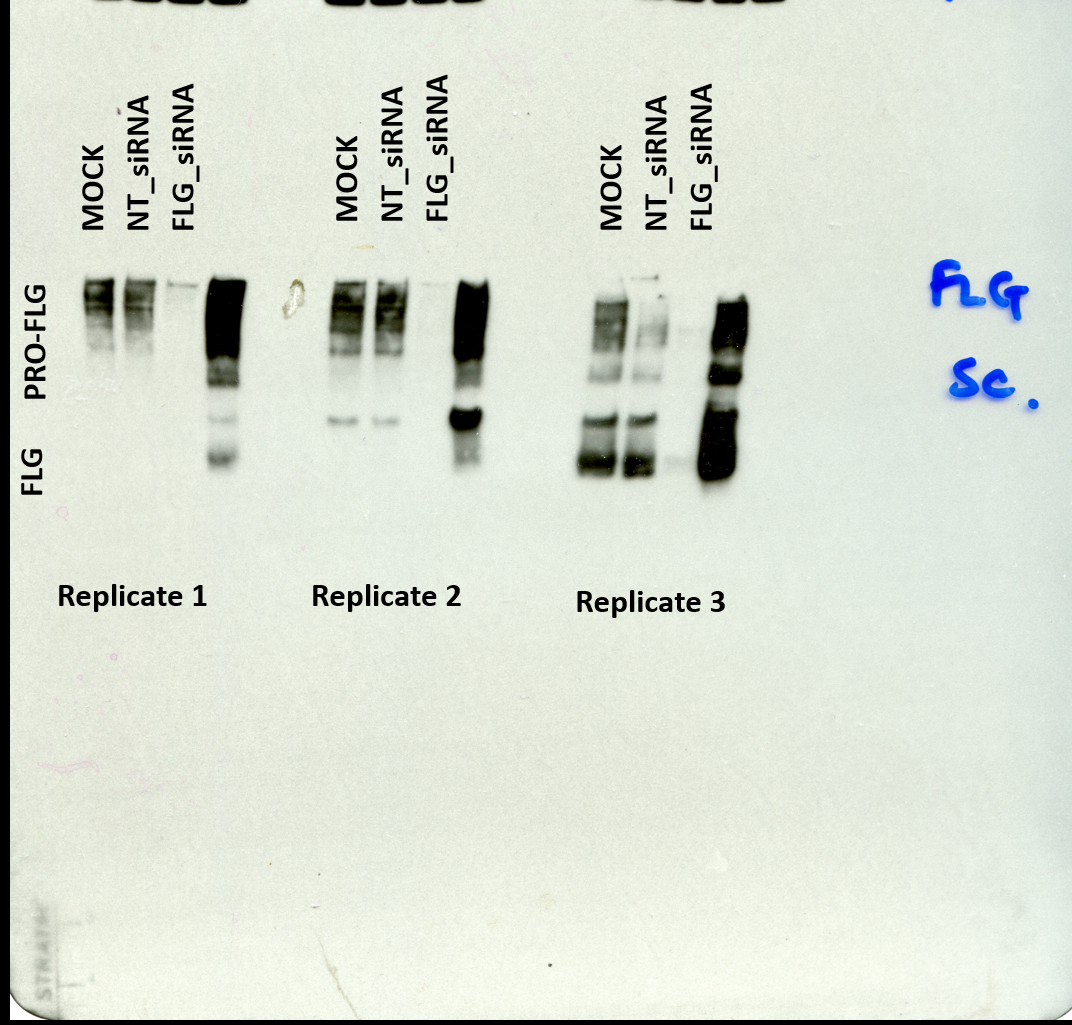 MOCK
NT_siRNA
FLG_siRNA
MOCK
NT_siRNA
FLG_siRNA
MOCK
NT_siRNA
FLG_siRNA
PRO-FLG
FLG
FLG
Sc.
Replicate 1
Replicate 2
Replicate 3